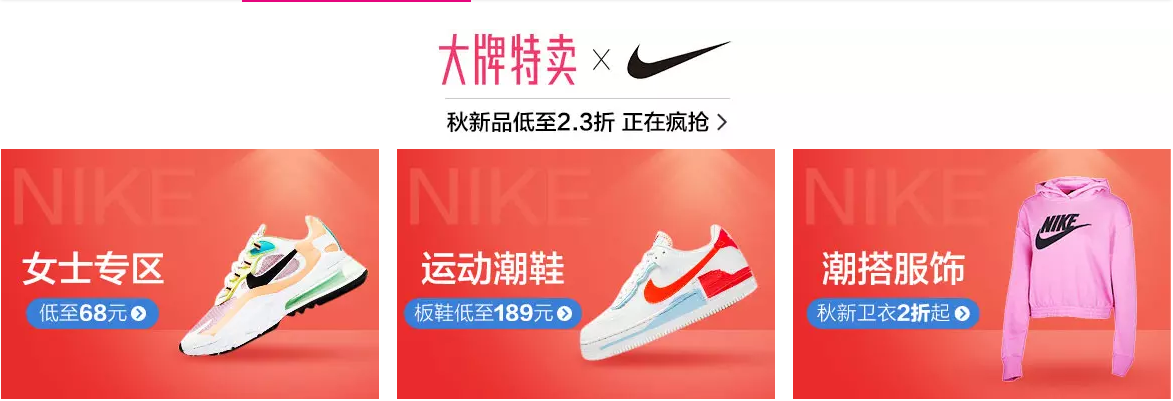 大牌特卖 ×
秋新品低至2.3折 正在疯抢 >
NIKE
女士专区
低至68元
NIKE
运动潮鞋
板鞋低至189元
NIKE
潮搭服饰
秋新卫衣2折起
NIKE